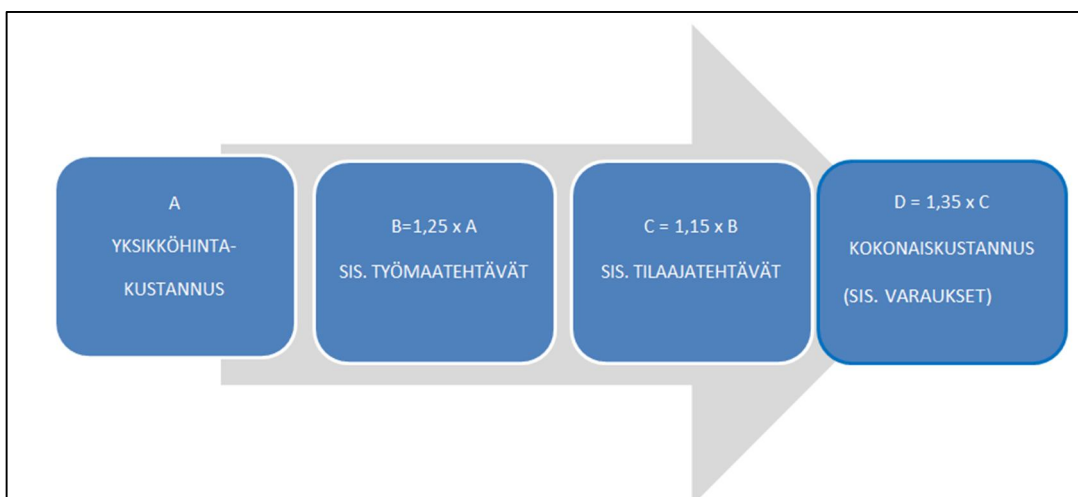 A
YKSIKKÖHINTA-
KUSTANNUS
B=1,25 x A
SIS. TYÖMAATEHTÄVÄT
C = 1,15 x B
SIS. TILAAJATEHTÄVÄT
D = 1,35 x C
KOKONAISKUSTANNUS
(SIS. VARAUKSET)